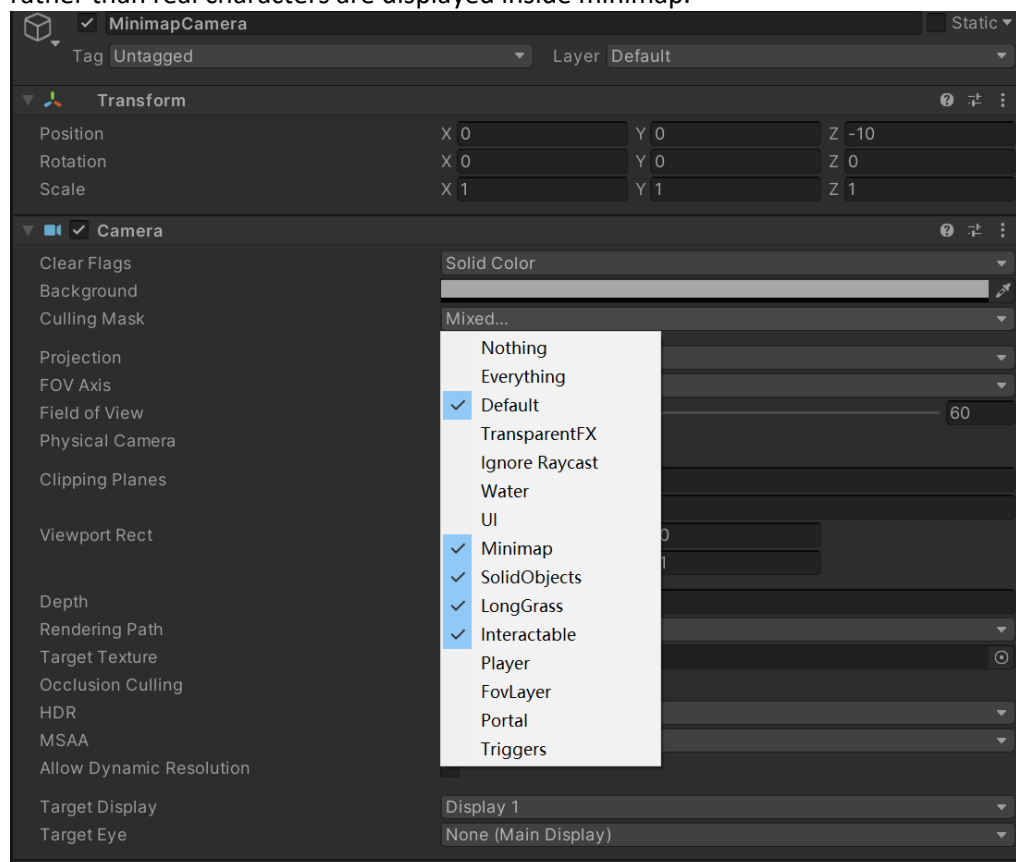 rather than real characters are displayed inside minimap.
MinimapCamera Static
Tag Untagged Layer Default
Transform
Position X 0 Y 0 Z -10
Rotation X 0 Y 0 Z 0
Scale X 1 Y 1 Z 1
Camera
Clear Flags Solid Color
Background
Culling Mask Mixed...
Nothing
Projection
Everything
FOV Axis
Default
Field of View 60
TransparentFX
Physical Camera
Ignore Raycast
Clipping Planes
Water
UI
Viewport Rect 0
Minimap
1
SolidObjects
Depth
LongGrass
Rendering Path
Interactable
Target Texture
Player
Occlusion Culling
FovLayer
HDR
Portal
MSAA
Triggers
Allow Dynamic Resolution
Target Display Display 1
Target Eye None (Main Display)